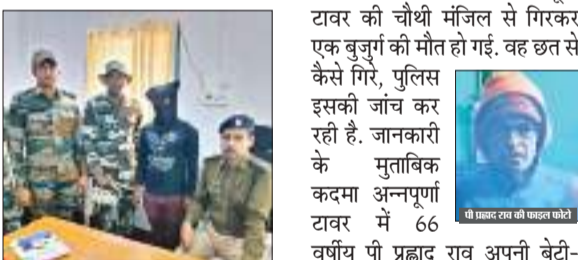 टावर की चौथी मंजिल से गिरकर
एक बुजुर्ग की मौत हो गई. वह छत से
कैसे गिरे, पुलिस
इसकी जांच कर
रही है. जानकारी
के मुताबिक
कदमा अन्नपूर्णा
टावर में 66
वर्षीय पी प्रह्लाद राव अपनी बेटी-
पी प्रह्लाद राव की फाइल फोटो